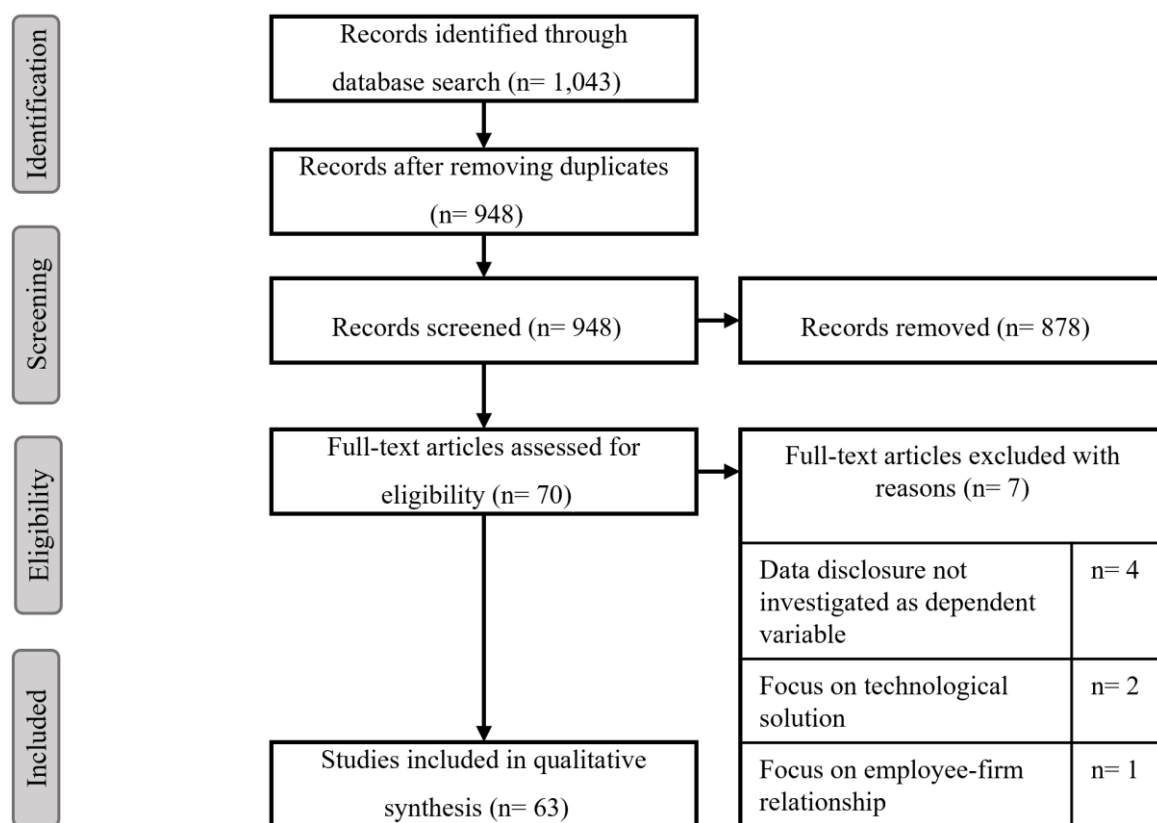 Identification
Records identified through
database search (n= 1,043)
Records after removing duplicates
(n= 948)
Screening
Records screened (n= 948)
Records removed (n= 878)
Eligibility
Full-text articles assessed for
eligibility (n= 70)
Full-text articles excluded with
reasons (n= 7)
Data disclosure not
investigated as dependent
variable
n= 4
Focus on technological
solution
n= 2
Focus on employee-firm
relationship
n= 1
Included
Studies included in qualitative
synthesis (n= 63)